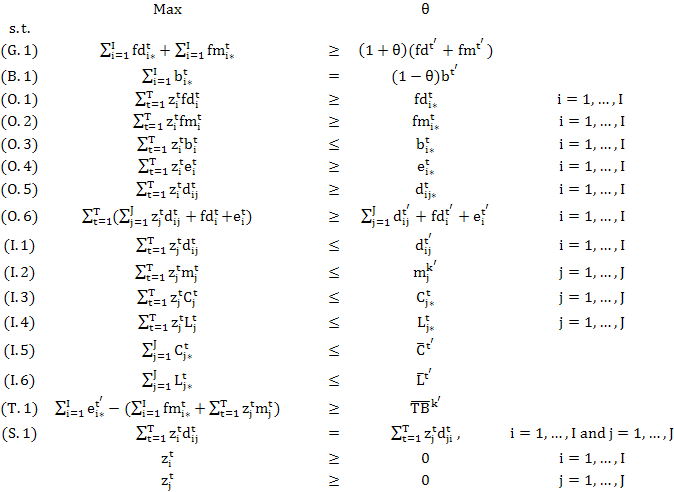 Max θ
s.t.
(G. 1) ∑ᴵᵢ₌₁ fdᵗᵢ∗ + ∑ᴵᵢ₌₁ fmᵗᵢ∗ ≥ (1 + θ)(fdᵗ′ + fmᵗ′)
(B. 1) ∑ᴵᵢ₌₁ bᵗᵢ∗ = (1 − θ)bᵗ′
(O. 1) ∑ᵀₜ₌₁ zᵗᵢfdᵗᵢ ≥ fdᵗᵢ∗ i = 1, … , I
(O. 2) ∑ᵀₜ₌₁ zᵗᵢfmᵗᵢ ≥ fmᵗᵢ∗ i = 1, … , I
(O. 3) ∑ᵀₜ₌₁ zᵗᵢbᵗᵢ ≤ bᵗᵢ∗ i = 1, … , I
(O. 4) ∑ᵀₜ₌₁ zᵗᵢeᵗᵢ ≥ eᵗᵢ∗ i = 1, … , I
(O. 5) ∑ᵀₜ₌₁ zᵗᵢdᵗᵢⱼ ≥ dᵗᵢⱼ∗ i = 1, … , I
(O. 6) ∑ᵀₜ₌₁(∑ᴶⱼ₌₁ zᵗⱼdᵗᵢⱼ + fdᵗᵢ +eᵗᵢ) ≥ ∑ᴶⱼ₌₁ dᵗ′ᵢⱼ + fdᵗ′ᵢ + eᵗ′ᵢ i = 1, … , I
(I. 1) ∑ᵀₜ₌₁ zᵗⱼdᵗᵢⱼ ≤ dᵗ′ᵢⱼ i = 1, … , I
(I. 2) ∑ᵀₜ₌₁ zᵗⱼmᵗⱼ ≤ mᵏ′ⱼ j = 1, … , J
(I. 3) ∑ᵀₜ₌₁ zᵗⱼCᵗⱼ ≤ Cᵗⱼ∗ j = 1, … , J
(I. 4) ∑ᵀₜ₌₁ zᵗⱼLᵗⱼ ≤ Lᵗⱼ∗ j = 1, … , J
(I. 5) ∑ᴶⱼ₌₁ Cᵗⱼ∗ ≤ C̅ᵗ′
(I. 6) ∑ᴶⱼ₌₁ Lᵗⱼ∗ ≤ L̅ᵗ′
(T. 1) ∑ᴵᵢ₌₁ eᵗ′ᵢ∗ − (∑ᴵᵢ₌₁ fmᵗᵢ∗ + ∑ᵀₜ₌₁ zᵗⱼmᵗⱼ) ≥ T̅B̅ᵏ′
(S. 1) ∑ᵀₜ₌₁ zᵗᵢdᵗᵢⱼ = ∑ᵀₜ₌₁ zᵗⱼdᵗⱼᵢ , i = 1, … , I and j = 1, … , J
zᵗᵢ ≥ 0 i = 1, … , I
zᵗⱼ ≥ 0 j = 1, … , J